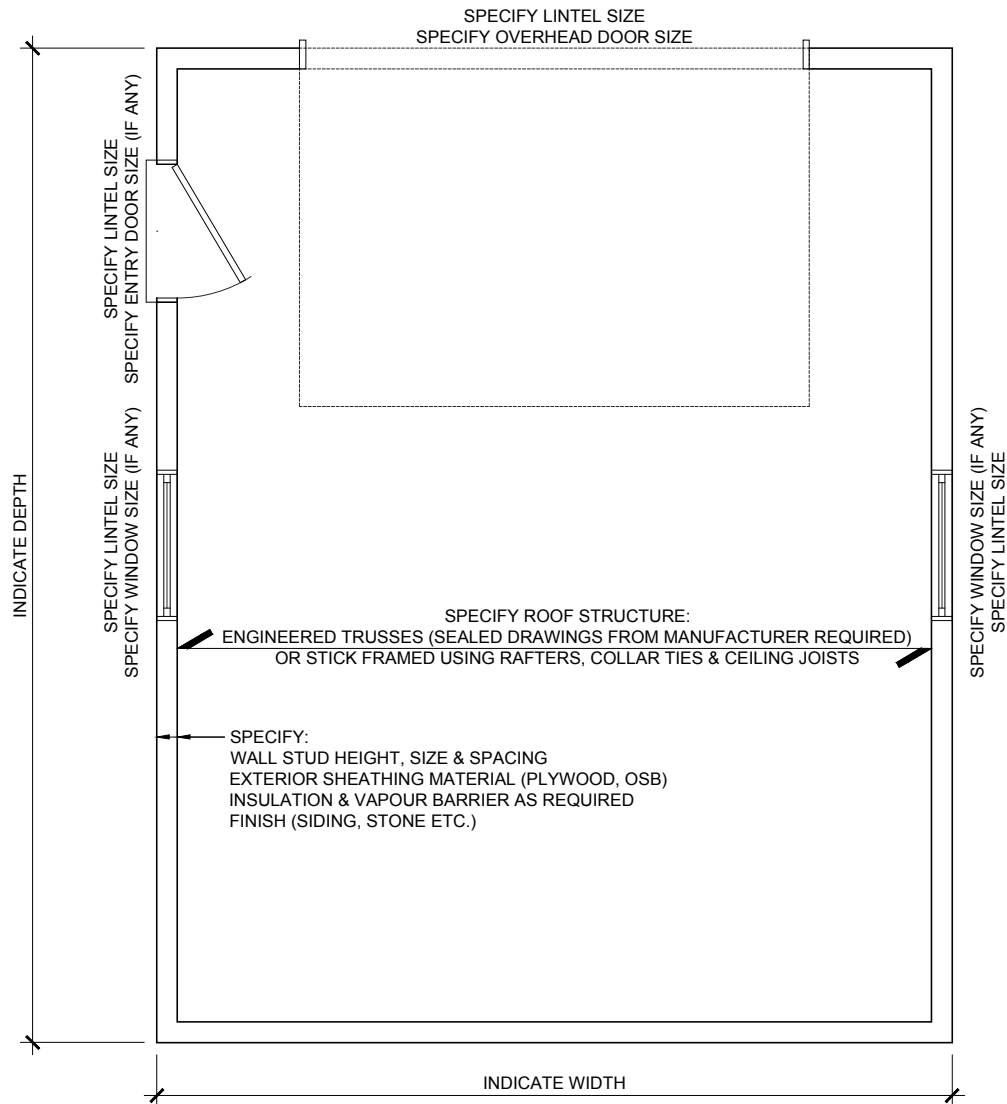 SPECIFY LINTEL SIZE
SPECIFY OVERHEAD DOOR SIZE
SPECIFY LINTEL SIZE
SPECIFY ENTRY DOOR SIZE (IF ANY)
INDICATE DEPTH
SPECIFY LINTEL SIZE
SPECIFY WINDOW SIZE (IF ANY)
SPECIFY WINDOW SIZE (IF ANY)
SPECIFY LINTEL SIZE
SPECIFY ROOF STRUCTURE:
ENGINEERED TRUSSES (SEALED DRAWINGS FROM MANUFACTURER REQUIRED)
OR STICK FRAMED USING RAFTERS, COLLAR TIES & CEILING JOISTS
SPECIFY:
WALL STUD HEIGHT, SIZE & SPACING
EXTERIOR SHEATHING MATERIAL (PLYWOOD, OSB)
INSULATION & VAPOUR BARRIER AS REQUIRED
FINISH (SIDING, STONE ETC.)
INDICATE WIDTH